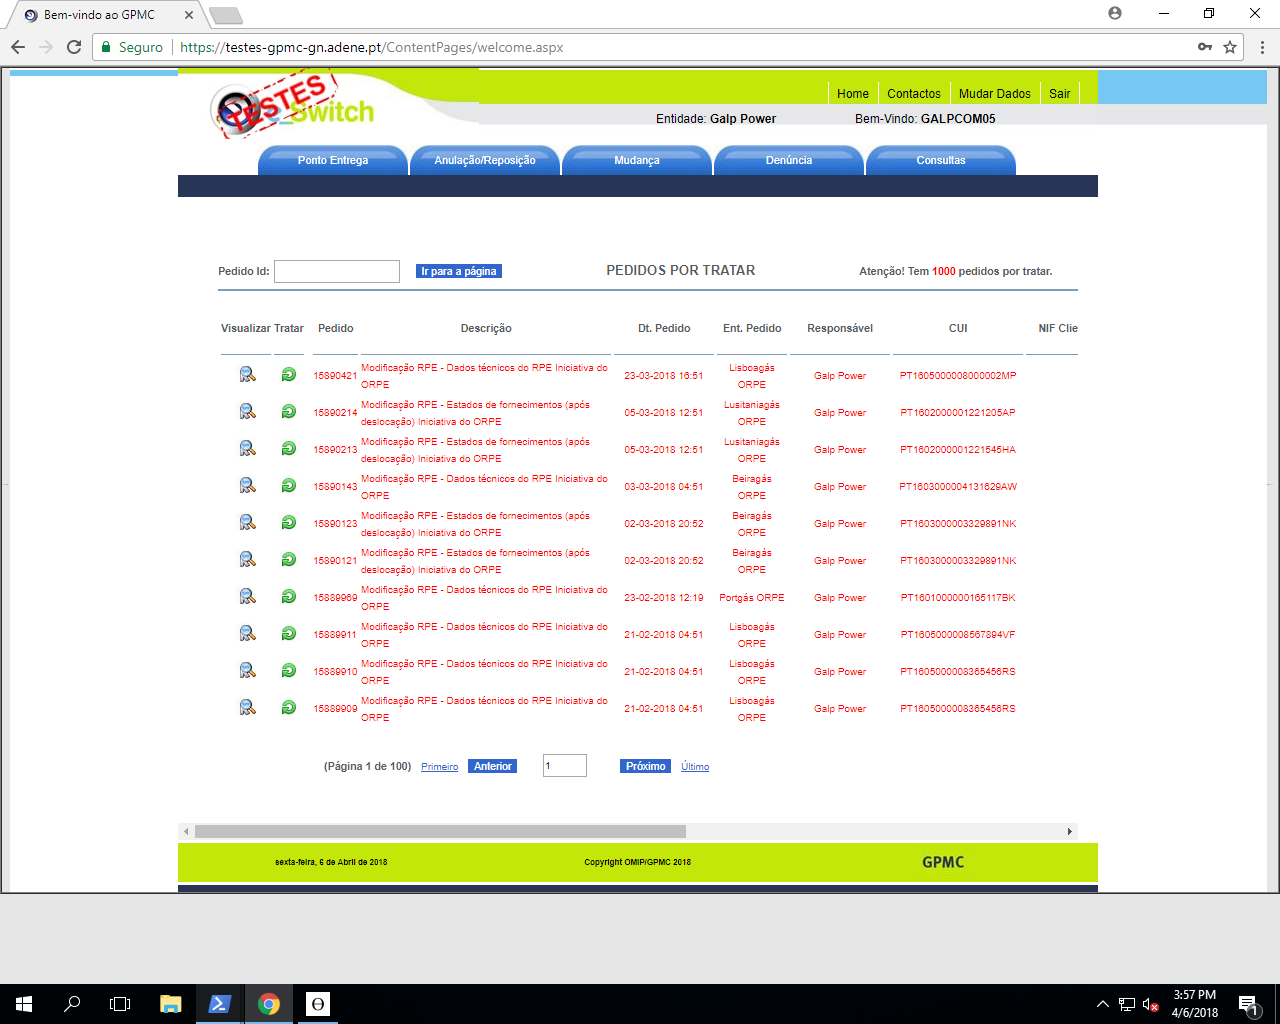 Bem-vindo ao GPMC
Seguro https://testes-gpmc-gn.adene.pt/ContentPages/welcome.aspx
TESTES
_Switch
Home Contactos Mudar Dados Sair
Entidade: Galp Power Bem-Vindo: GALPCOM05
Ponto Entrega Anulação/Reposição Mudança Denúncia Consultas
Pedido Id: Ir para a página PEDIDOS POR TRATAR Atenção! Tem 1000 pedidos por tratar.
Visualizar Tratar Pedido Descrição Dt. Pedido Ent. Pedido Responsável CUI NIF Clie
15890421 Modificação RPE - Dados técnicos do RPE Iniciativa do ORPE 23-03-2018 16:51 Lisboagás ORPE Galp Power PT1605000008000002MP
15890214 Modificação RPE - Estados de fornecimentos (após deslocação) Iniciativa do ORPE 05-03-2018 12:51 Lusitaniagás ORPE Galp Power PT1602000001221205AP
15890213 Modificação RPE - Estados de fornecimentos (após deslocação) Iniciativa do ORPE 05-03-2018 12:51 Lusitaniagás ORPE Galp Power PT1602000001221545HA
15890143 Modificação RPE - Dados técnicos do RPE Iniciativa do ORPE 03-03-2018 04:51 Beiragás ORPE Galp Power PT1603000004131629AW
15890123 Modificação RPE - Estados de fornecimentos (após deslocação) Iniciativa do ORPE 02-03-2018 20:52 Beiragás ORPE Galp Power PT1603000003329891NK
15890121 Modificação RPE - Estados de fornecimentos (após deslocação) Iniciativa do ORPE 02-03-2018 20:52 Beiragás ORPE Galp Power PT1603000003329891NK
15889969 Modificação RPE - Dados técnicos do RPE Iniciativa do ORPE 23-02-2018 12:19 Portgás ORPE Galp Power PT1601000000165117BK
15889911 Modificação RPE - Dados técnicos do RPE Iniciativa do ORPE 21-02-2018 04:51 Lisboagás ORPE Galp Power PT1605000008567894VF
15889910 Modificação RPE - Dados técnicos do RPE Iniciativa do ORPE 21-02-2018 04:51 Lisboagás ORPE Galp Power PT1605000008365456RS
15889909 Modificação RPE - Dados técnicos do RPE Iniciativa do ORPE 21-02-2018 04:51 Lisboagás ORPE Galp Power PT1605000008365456RS
(Página 1 de 100) Primeiro Anterior 1 Próximo Último
sexta-feira, 6 de Abril de 2018 Copyright OMIP/GPMC 2018 GPMC
3:57 PM
4/6/2018
1